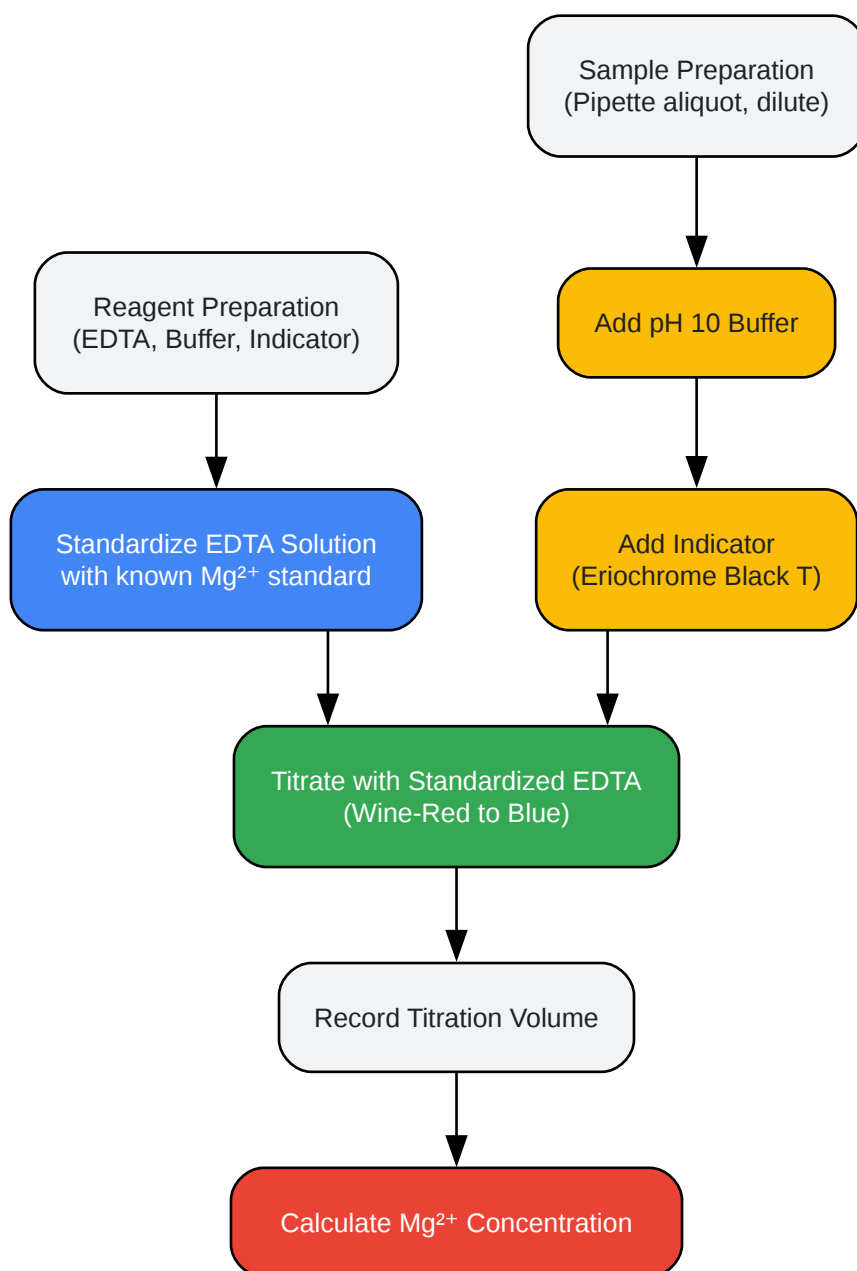 Sample Preparation
(Pipette aliquot, dilute)
Reagent Preparation
(EDTA, Buffer, Indicator)
Add pH 10 Buffer
Standardize EDTA Solution
with known Mg²⁺ standard
Add Indicator
(Eriochrome Black T)
Titrate with Standardized EDTA
(Wine-Red to Blue)
Record Titration Volume
Calculate Mg²⁺ Concentration